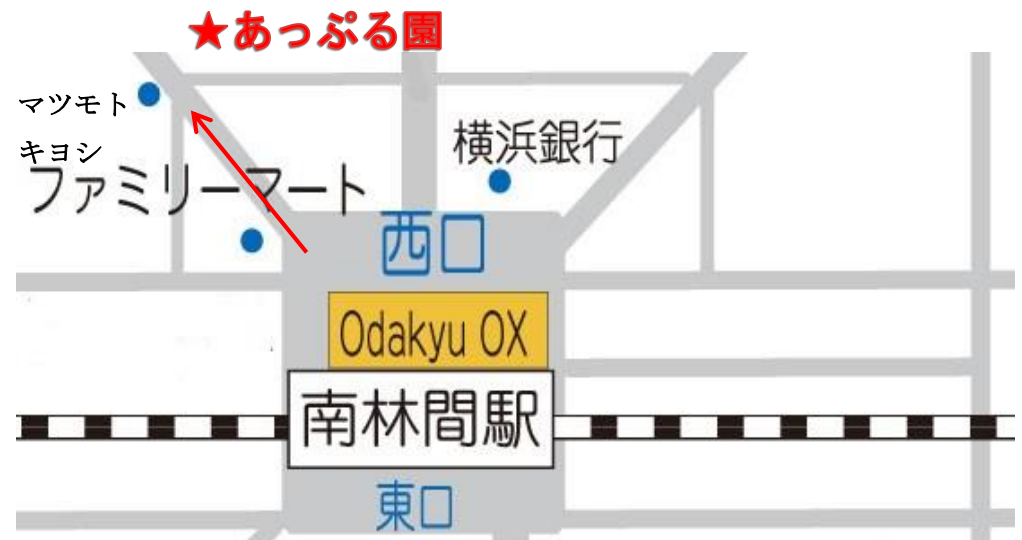 ★あっぷる園
マツモト
キヨシ
横浜銀行
ファミリーマート
西口
Odakyu OX
南林間駅
東口